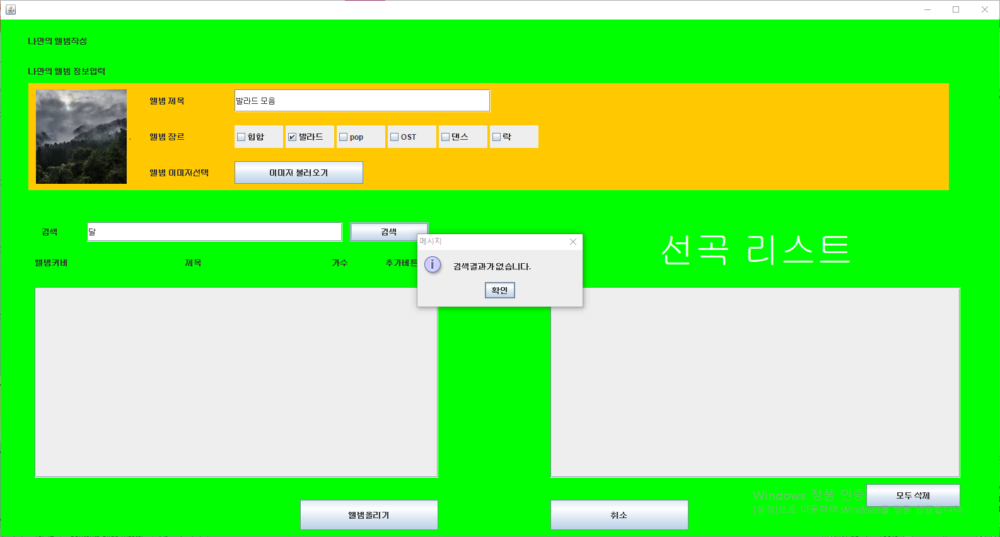 나만의 앨범작성
나만의 앨범 정보입력
앨범 제목
발라드 모음
.
앨범 장르
힙합
발라드
pop
OST
댄스
락
앨범 이미지선택
이미지 불러오기
검색
달
검색
메시지
검색결과가 없습니다.
확인
선곡 리스트
앨범커버
제목
가수
추가버튼
Windows 정품 인증
[설정]으로 이동하여 Windows를 정품 인증합니다.
모두 삭제
앨범올리기
취소